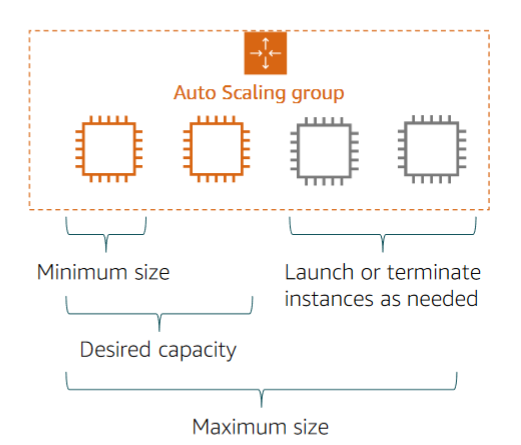 Auto Scaling group
Minimum size
Launch or terminate
instances as needed
Desired capacity
Maximum size